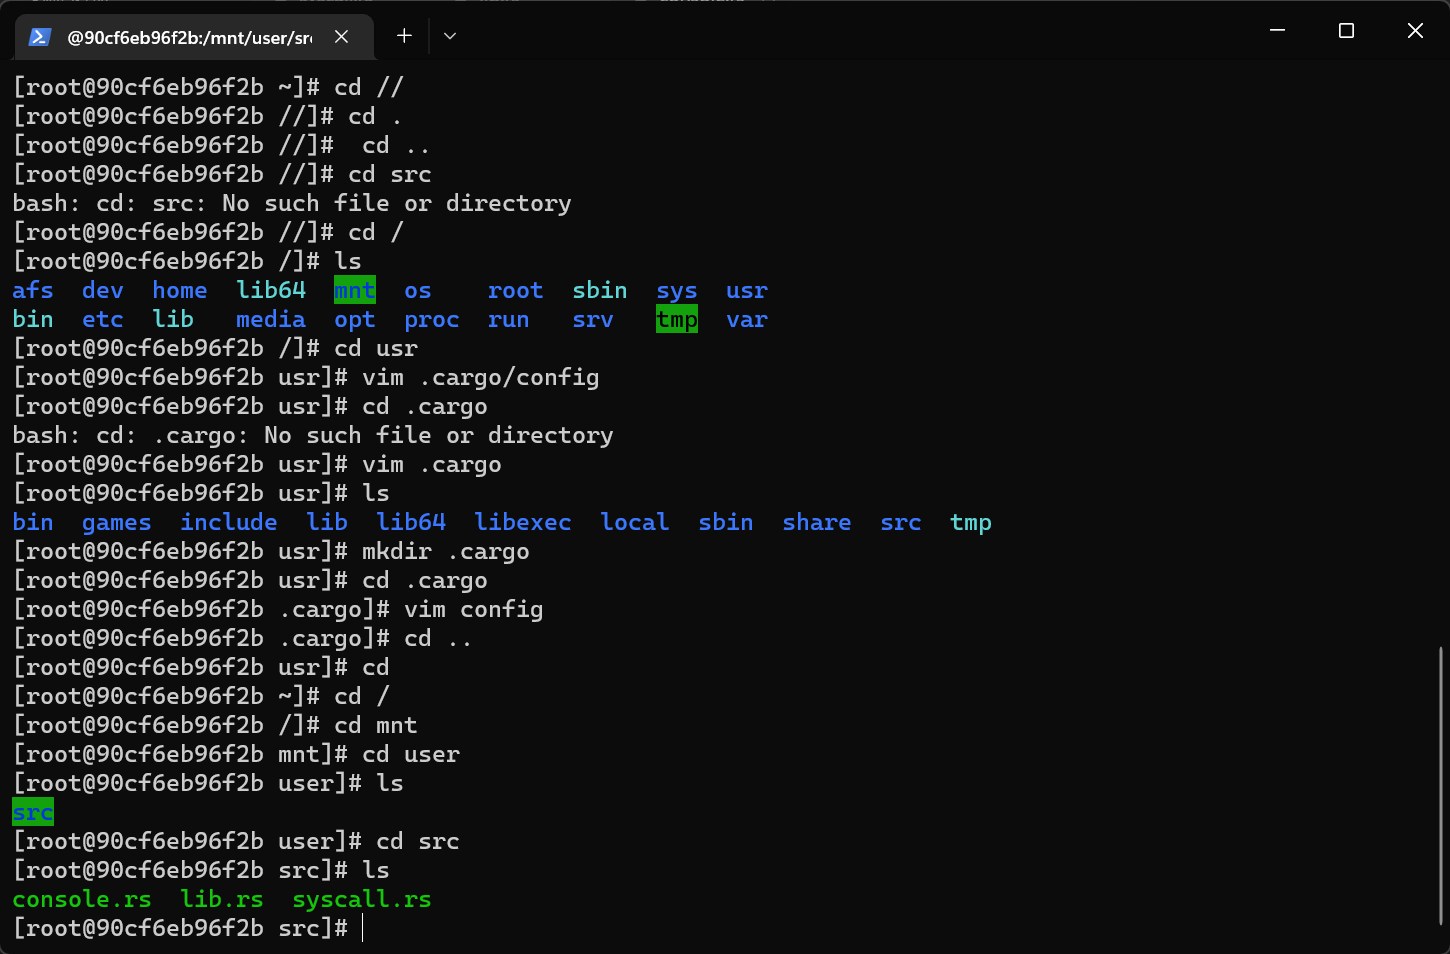 @90cf6eb96f2b:/mnt/user/src
[root@90cf6eb96f2b ~]# cd //
[root@90cf6eb96f2b //]# cd .
[root@90cf6eb96f2b //]#  cd ..
[root@90cf6eb96f2b //]# cd src
bash: cd: src: No such file or directory
[root@90cf6eb96f2b //]# cd /
[root@90cf6eb96f2b /]# ls
afs  dev  home  lib64  mnt  os    root  sbin  sys  usr
bin  etc  lib   media  opt  proc  run   srv   tmp  var
[root@90cf6eb96f2b /]# cd usr
[root@90cf6eb96f2b usr]# vim .cargo/config
[root@90cf6eb96f2b usr]# cd .cargo
bash: cd: .cargo: No such file or directory
[root@90cf6eb96f2b usr]# vim .cargo
[root@90cf6eb96f2b usr]# ls
bin  games  include  lib  lib64  libexec  local  sbin  share  src  tmp
[root@90cf6eb96f2b usr]# mkdir .cargo
[root@90cf6eb96f2b usr]# cd .cargo
[root@90cf6eb96f2b .cargo]# vim config
[root@90cf6eb96f2b .cargo]# cd ..
[root@90cf6eb96f2b usr]# cd
[root@90cf6eb96f2b ~]# cd /
[root@90cf6eb96f2b /]# cd mnt
[root@90cf6eb96f2b mnt]# cd user
[root@90cf6eb96f2b user]# ls
src
[root@90cf6eb96f2b user]# cd src
[root@90cf6eb96f2b src]# ls
console.rs  lib.rs  syscall.rs
[root@90cf6eb96f2b src]#